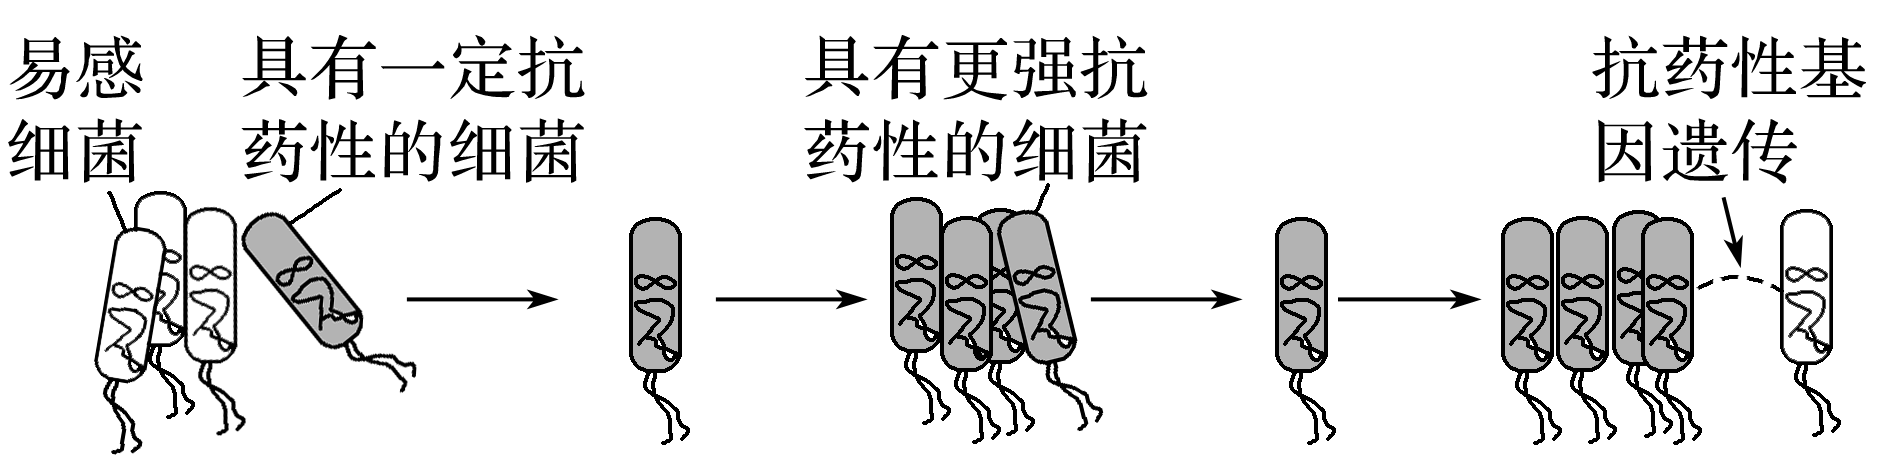 易感
细菌
具有一定抗
药性的细菌
具有更强抗
药性的细菌
抗药性基
因遗传